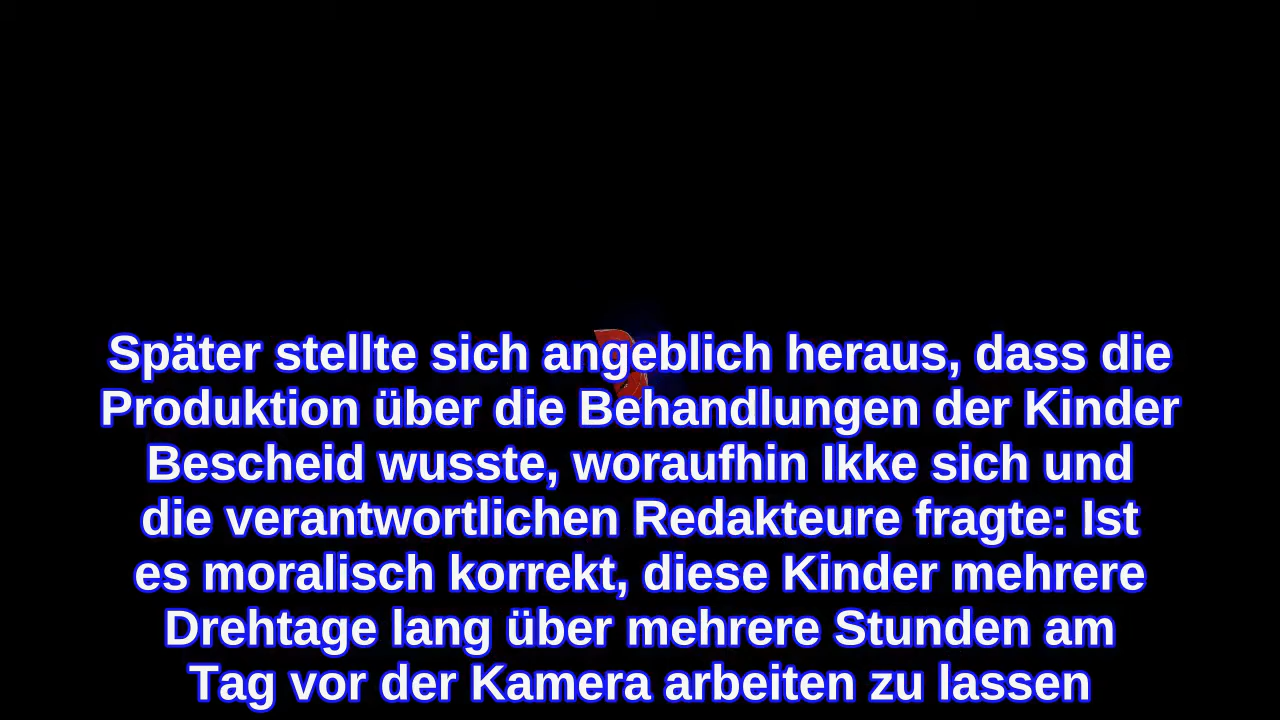 Später stellte sich angeblich heraus, dass die
Produktion über die Behandlungen der Kinder
Bescheid wusste, woraufhin Ikke sich und
die verantwortlichen Redakteure fragte: Ist
es moralisch korrekt, diese Kinder mehrere
Drehtage lang über mehrere Stunden am
Tag vor der Kamera arbeiten zu lassen